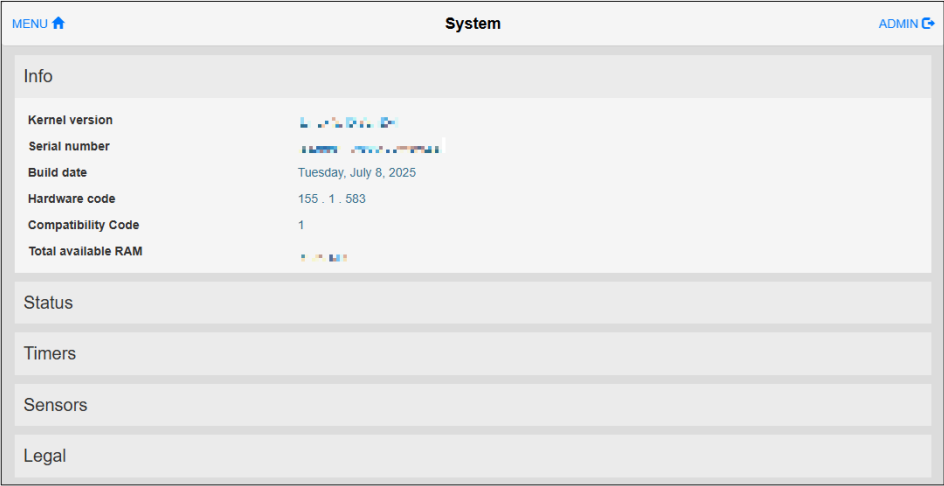 MENU System ADMIN
Info
Kernel version
Serial number
Build date Tuesday, July 8, 2025
Hardware code 155 . 1 . 583
Compatibility Code 1
Total available RAM
Status
Timers
Sensors
Legal